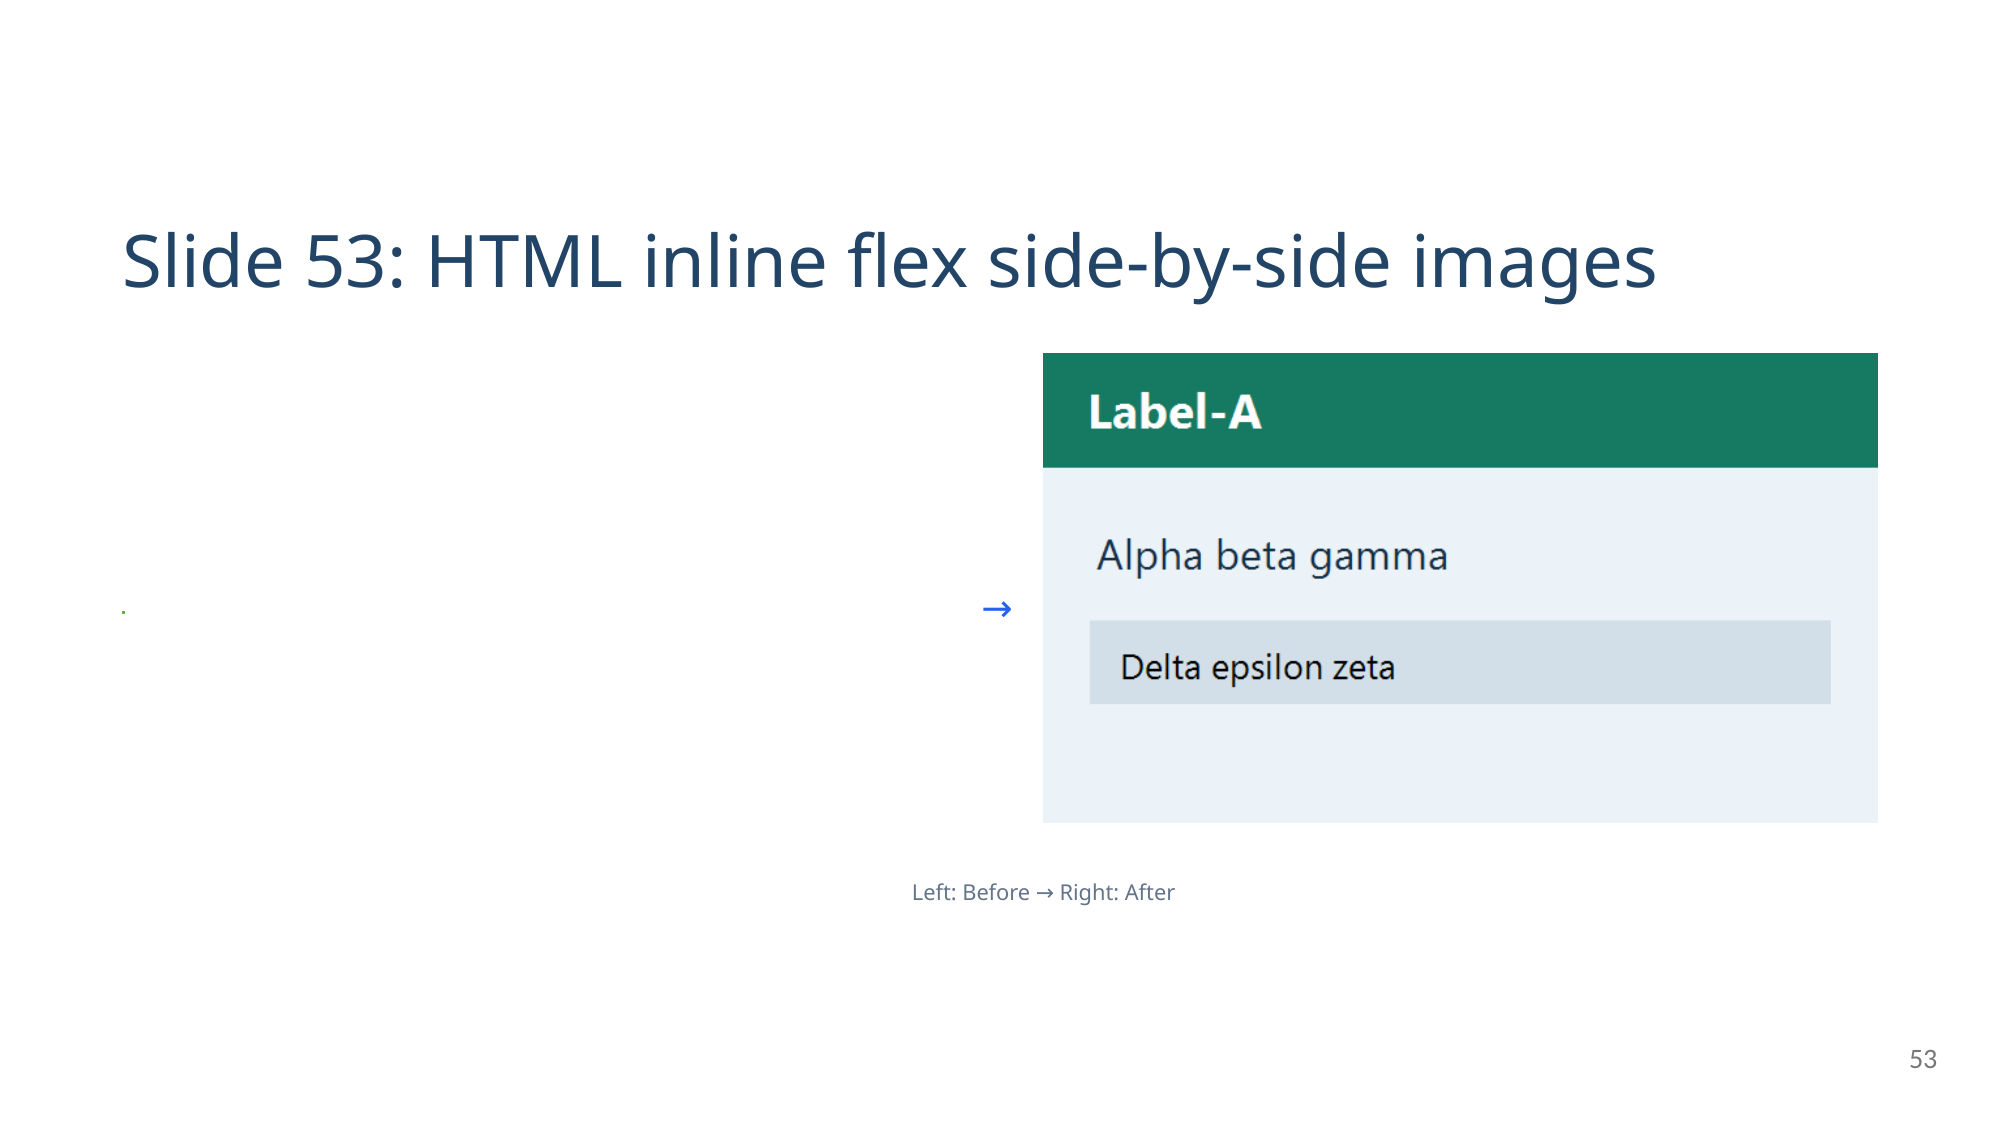 Slide 53: HTML inline flex side-by-side images
Label-A
Alpha beta gamma
→
Delta epsilon zeta
Left: Before → Right: After
53